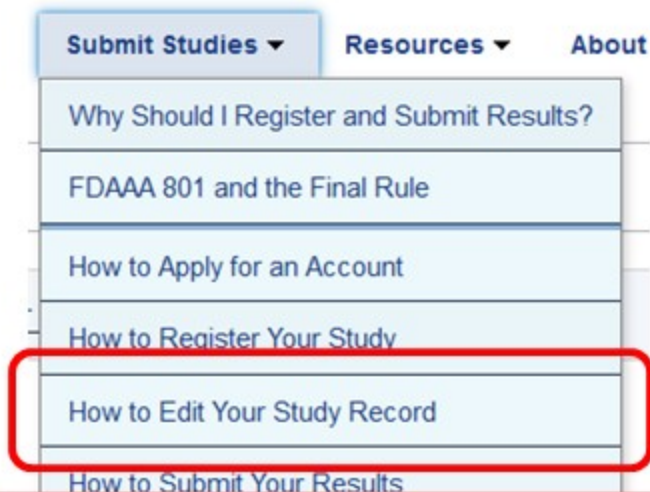 Submit Studies Resources About
Why Should I Register and Submit Results?
FDAAA 801 and the Final Rule
How to Apply for an Account
How to Register Your Study
How to Edit Your Study Record
How to Submit Your Results